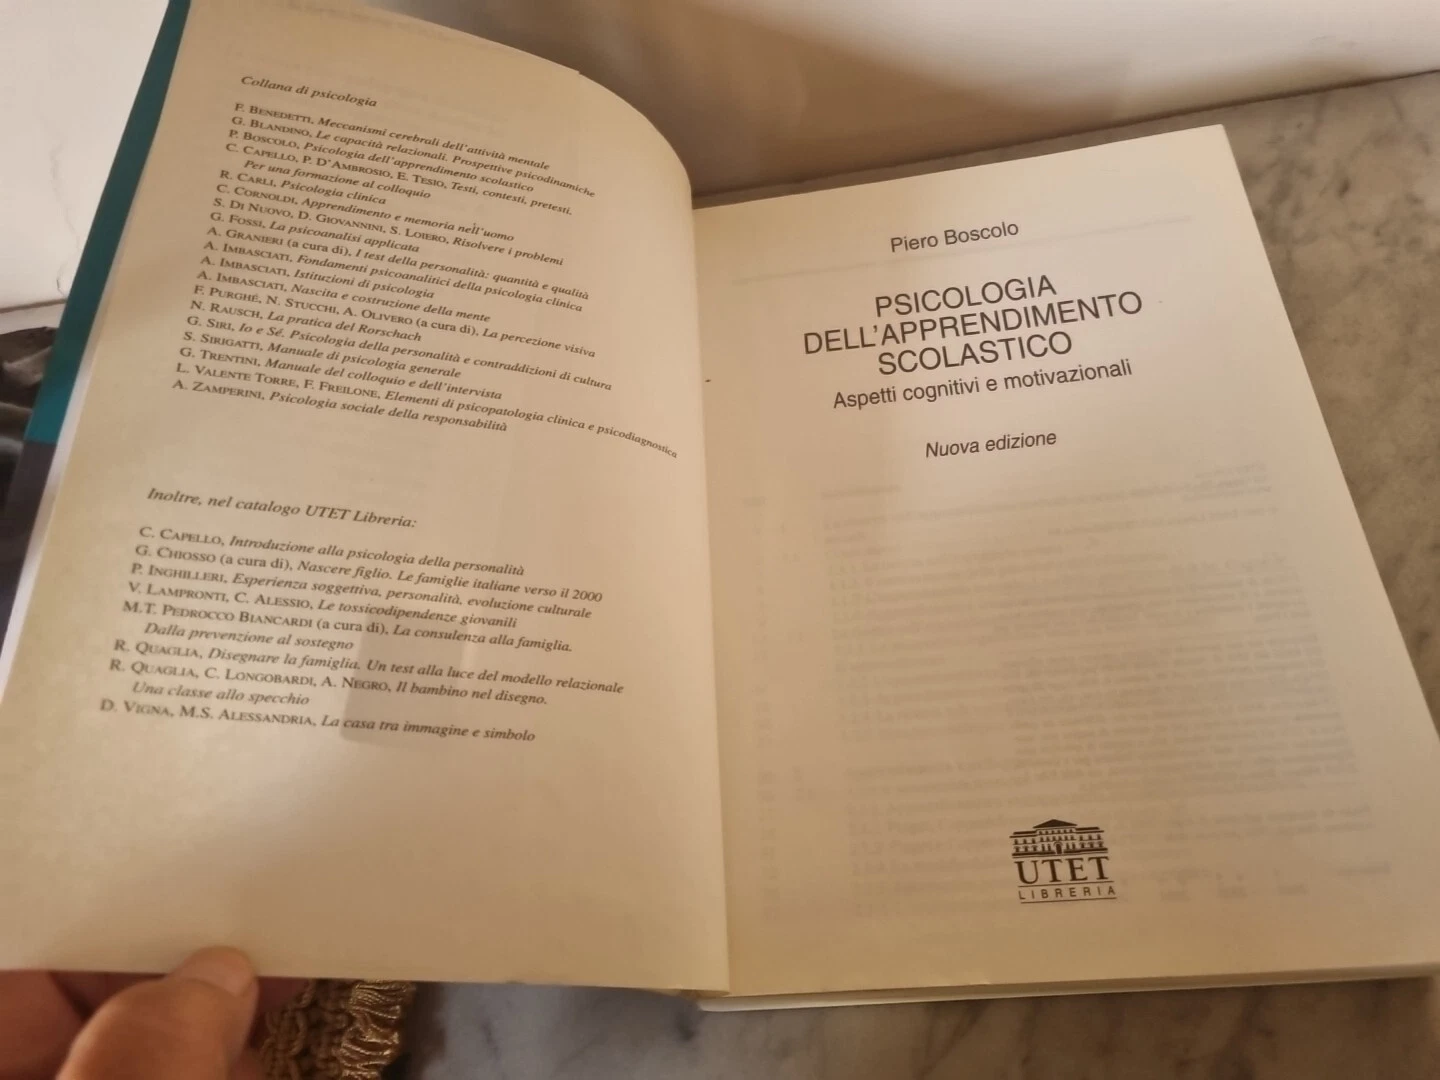 Collana di psicologia
F. BENEDETTI, Meccanismi cerebrali dell'attività mentale
G. BLANDINO, Le capacità relazionali. Prospettive psicodinamiche
P. BOSCOLO, Psicologia dell'apprendimento scolastico
C. CAPELLO, P. D'AMBROSIO, E. TESIO, Testi, contesti, pretesti.
Per una formazione al colloquio
R. CARLI, Psicologia clinica
C. CORNOLDI, Apprendimento e memoria nell'uomo
S. DI NUOVO, D. GIOVANNINI, S. LOIERO, Risolvere i problemi
G. FOSSI, La psicoanalisi applicata
A. GRANIERI (a cura di), I test della personalità: quantità e qualità
A. IMBASCIATI, Fondamenti psicoanalitici della psicologia clinica
A. IMBASCIATI, Istituzioni di psicologia
A. IMBASCIATI, Nascita e costruzione della mente
F. PURGHÉ, N. STUCCHI, A. OLIVERO (a cura di), La percezione visiva
N. RAUSCH, La pratica del Rorschach
G. SIRI, Io e Sé. Psicologia della personalità e contraddizioni di cultura
S. SIRIGATTI, Manuale di psicologia generale
G. TRENTINI, Manuale del colloquio e dell'intervista
L. VALENTE TORRE, F. FREILONE, Elementi di psicopatologia clinica e psicodiagnostica
A. ZAMPERINI, Psicologia sociale della responsabilità
Inoltre, nel catalogo UTET Libreria:
C. CAPELLO, Introduzione alla psicologia della personalità
G. CHIOSSO (a cura di), Nascere figlio. Le famiglie italiane verso il 2000
P. INGHILLERI, Esperienza soggettiva, personalità, evoluzione culturale
V. LAMPRONTI, C. ALESSIO, Le tossicodipendenze giovanili
M.T. PEDROCCO BIANCARDI (a cura di), La consulenza alla famiglia.
Dalla prevenzione al sostegno
R. QUAGLIA, Disegnare la famiglia. Un test alla luce del modello relazionale
R. QUAGLIA, C. LONGOBARDI, A. NEGRO, Il bambino nel disegno.
Una classe allo specchio
D. VIGNA, M.S. ALESSANDRIA, La casa tra immagine e simbolo
Piero Boscolo
PSICOLOGIA
DELL'APPRENDIMENTO
SCOLASTICO
Aspetti cognitivi e motivazionali
Nuova edizione
UTET
LIBRERIA